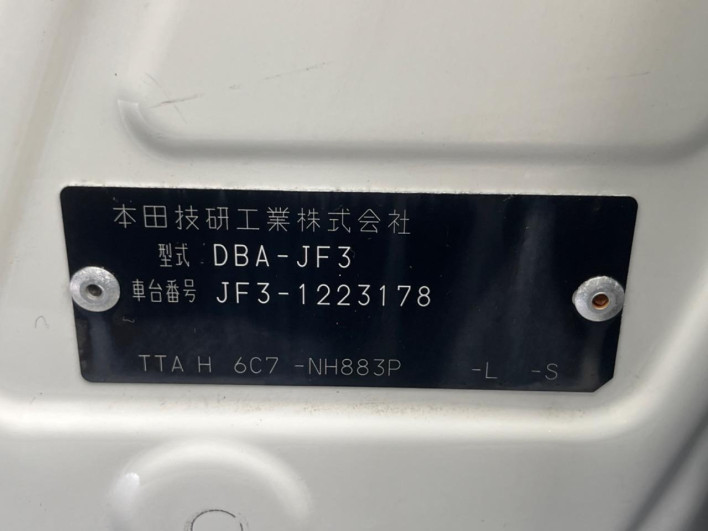 本田技研工業株式会社
型式 DBA-JF3
車台番号 JF3-1223178
TTA H 6C7 -NH883P -L -S